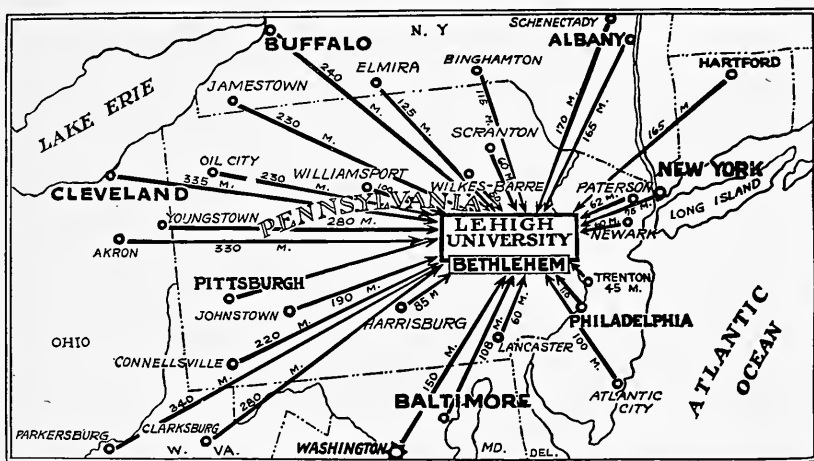 SCHENECTADY
N. Y
BUFFALO
ALBANY
ELMIRA
BINGHAMTON
HARTFORD
JAMESTOWN
LAKE ERIE
240 M.
125 M.
115 M.
170 M.
165 M.
165 M
230 M.
SCRANTON
60 M.
OIL CITY
230 M.
WILLIAMSPORT
100
WILKES-BARRE
PATERSON
NEW YORK
CLEVELAND
335 M.
62 M.
LONG ISLAND
PENNSYLVANIA
YOUNGSTOWN
280 M.
LEHIGH
UNIVERSITY
NEWARK
AKRON
330 M.
BETHLEHEM
TRENTON
45 M.
PITTSBURGH
190 M.
85 M
JOHNSTOWN
HARRISBURG
PHILADELPHIA
ATLANTIC
OCEAN
OHIO
220 M.
CONNELLSVILLE
150 M.
108 M.
60 M.
LANCASTER
100 M.
340 M.
280 M.
BALTIMORE
ATLANTIC
CITY
PARKERSBURG
CLARKSBURG
W. VA.
WASHINGTON
MD.
DEL.